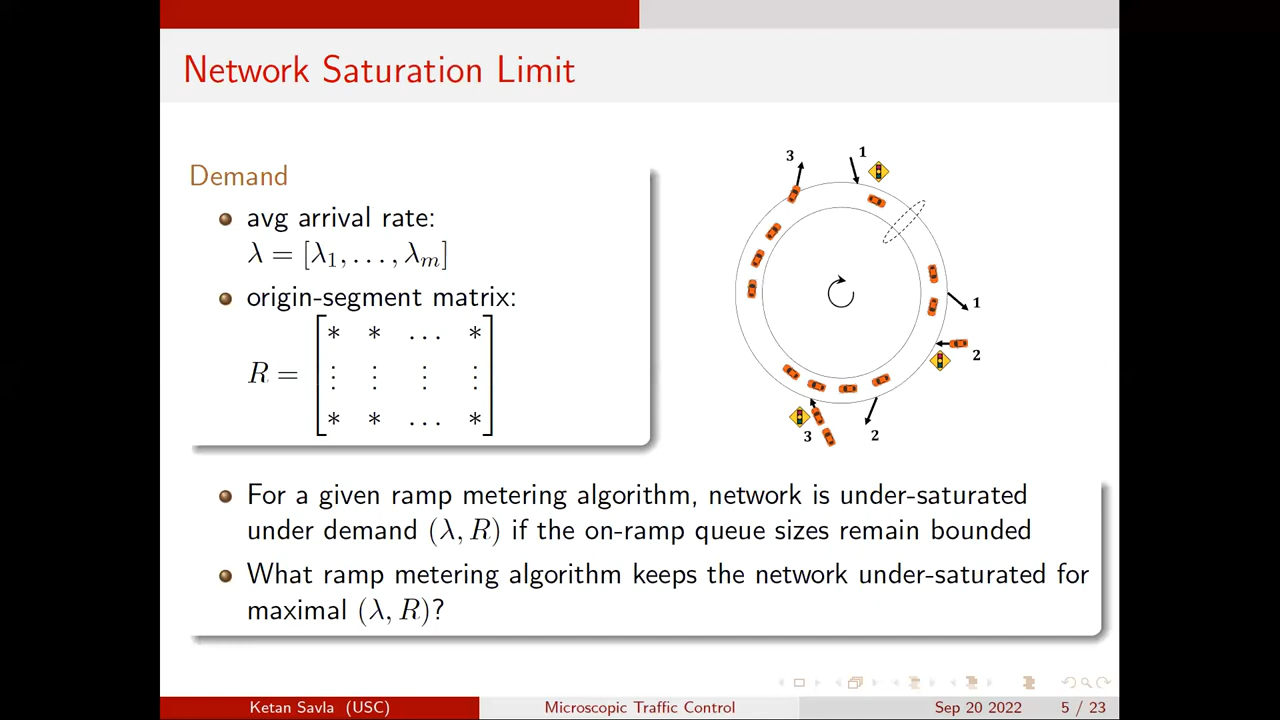 Network Saturation Limit
Demand
avg arrival rate:
λ = [λ1, . . . , λm]
origin-segment matrix:
R = [ * * . . . *
⋮ ⋮ ⋮ ⋮
* * . . . * ]
3
1
1
2
3
2
For a given ramp metering algorithm, network is under-saturated
under demand (λ, R) if the on-ramp queue sizes remain bounded
What ramp metering algorithm keeps the network under-saturated for
maximal (λ, R)?
Ketan Savla (USC)
Microscopic Traffic Control
Sep 20 2022
5 / 23